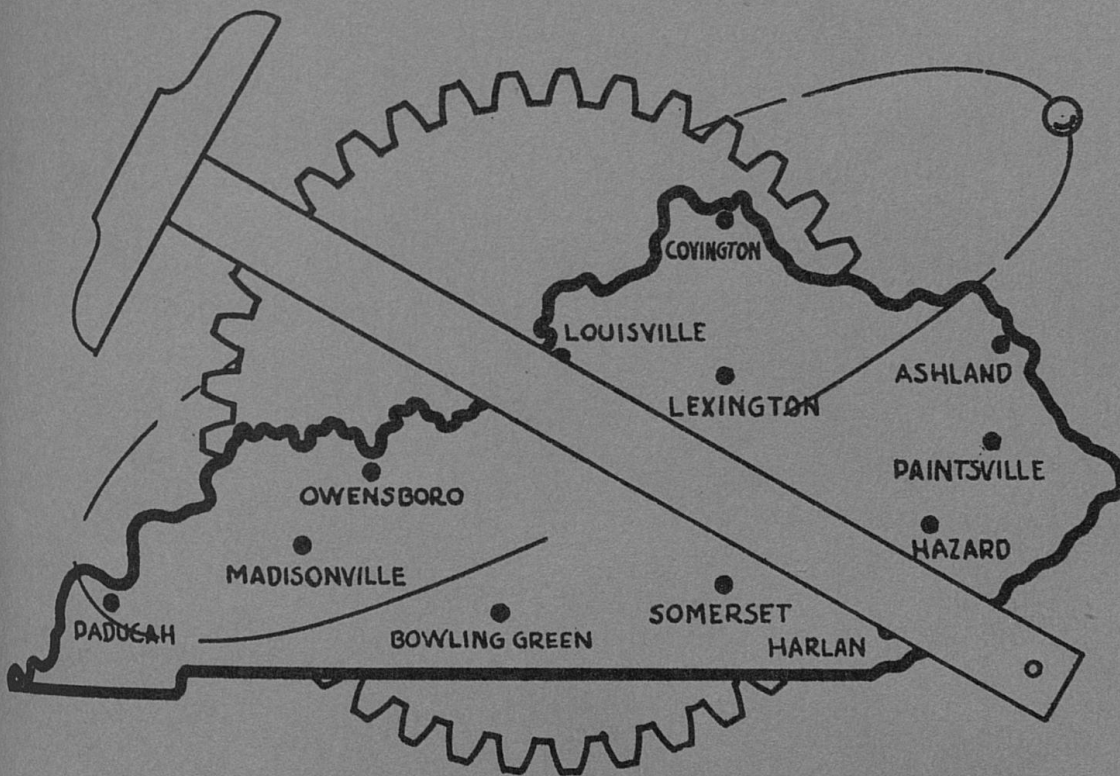 COVINGTON
LOUISVILLE
ASHLAND
LEXINGTON
PAINTSVILLE
OWENSBORO
HAZARD
MADISONVILLE
SOMERSET
PADUCAH
BOWLING GREEN
HARLAN